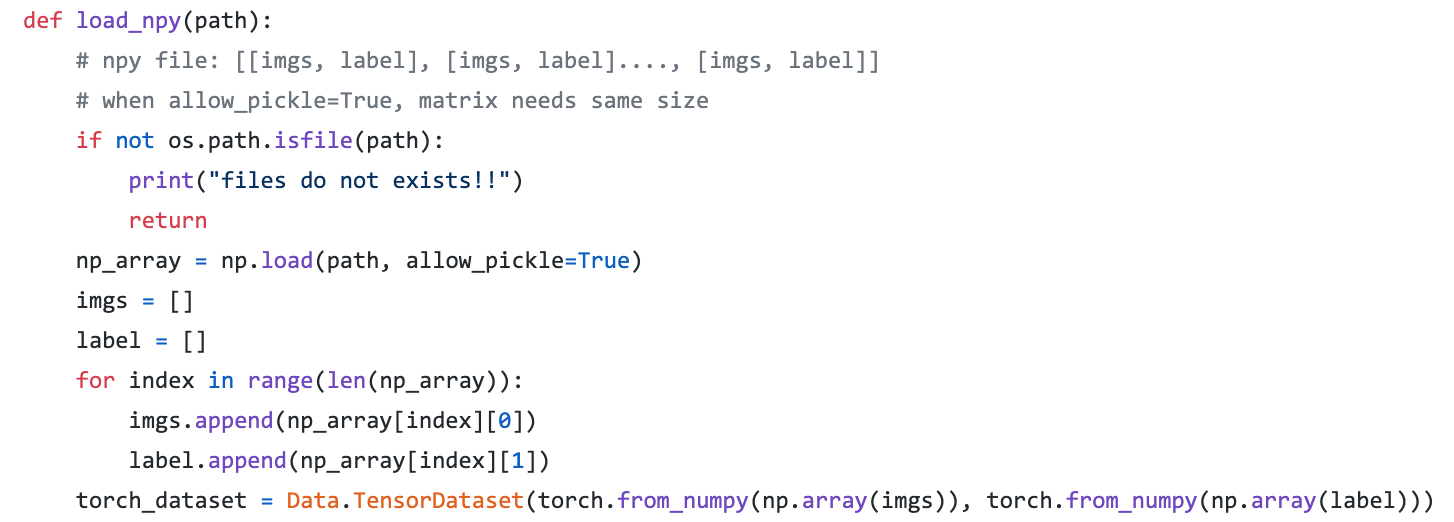 def load_npy(path):
    # npy file: [[imgs, label], [imgs, label]...., [imgs, label]]
    # when allow_pickle=True, matrix needs same size
    if not os.path.isfile(path):
        print("files do not exists!!")
        return
    np_array = np.load(path, allow_pickle=True)
    imgs = []
    label = []
    for index in range(len(np_array)):
        imgs.append(np_array[index][0])
        label.append(np_array[index][1])
    torch_dataset = Data.TensorDataset(torch.from_numpy(np.array(imgs)), torch.from_numpy(np.array(label)))